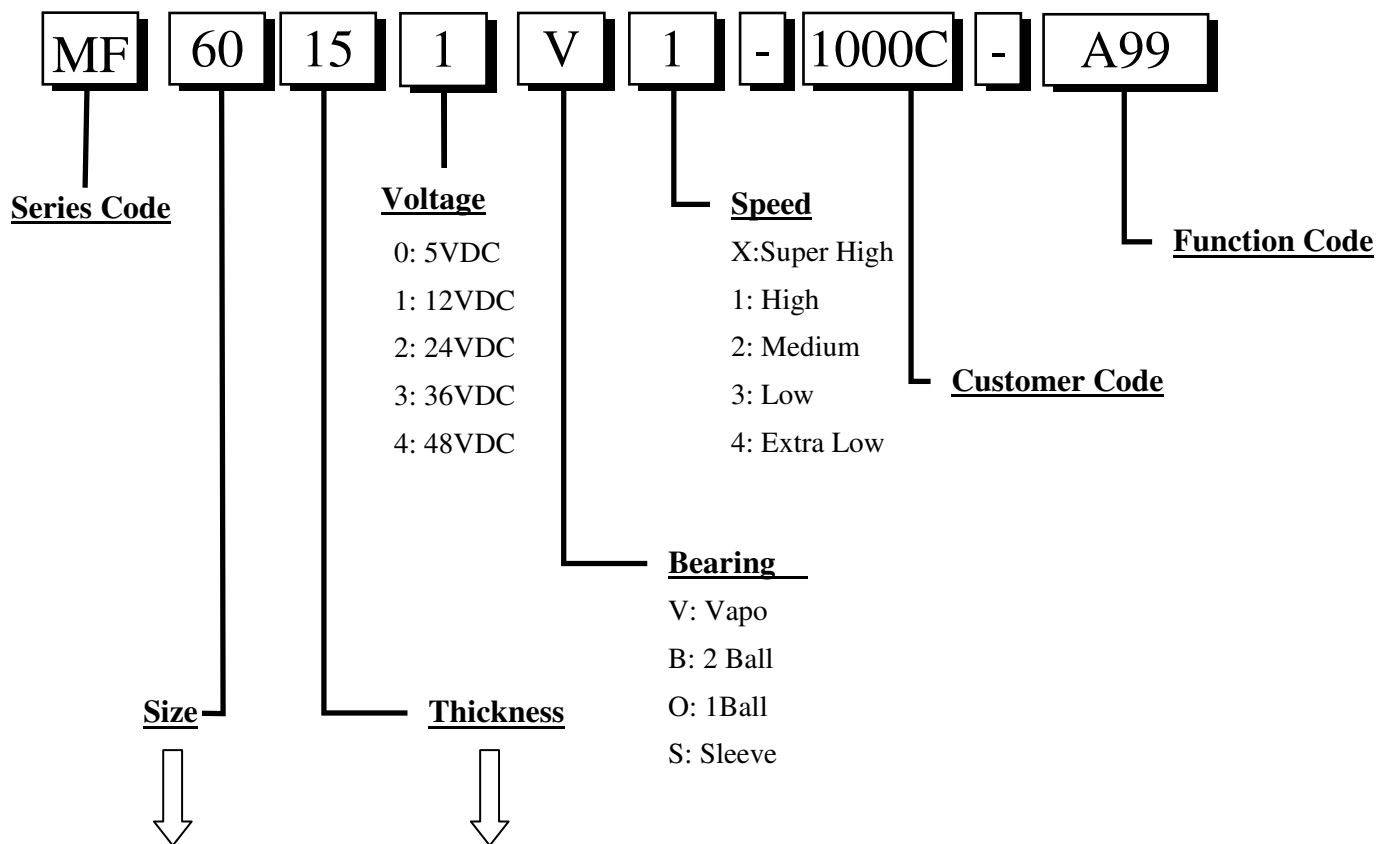 MF 60 15 1 V 1 - 1000C - A99
Series Code
Voltage
0: 5VDC
1: 12VDC
2: 24VDC
3: 36VDC
4: 48VDC
Speed
X:Super High
1: High
2: Medium
3: Low
4: Extra Low
Function Code
Customer Code
Bearing
V: Vapo
B: 2 Ball
O: 1Ball
S: Sleeve
Size
Thickness